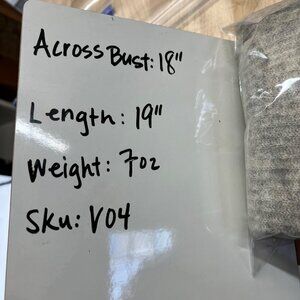 Across Bust: 18"
Length: 19"
Weight: 7oz
Sku: V04